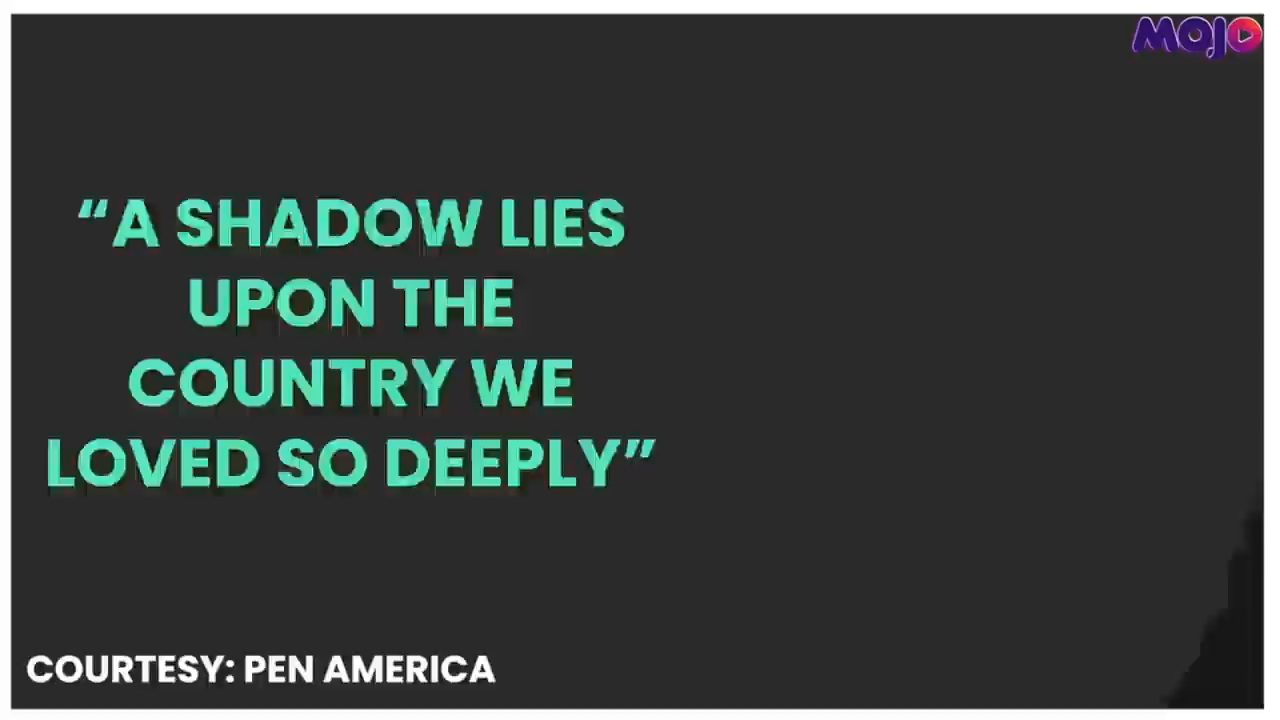 MOJO
“A SHADOW LIES
UPON THE
COUNTRY WE
LOVED SO DEEPLY”
COURTESY: PEN AMERICA